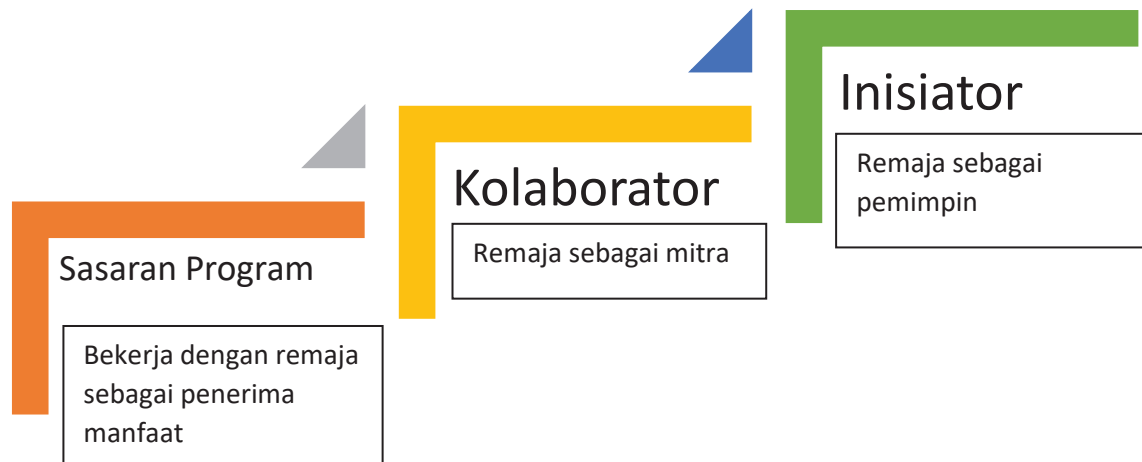 Sasaran Program
Bekerja dengan remaja
sebagai penerima
manfaat
Kolaborator
Remaja sebagai mitra
Inisiator
Remaja sebagai
pemimpin